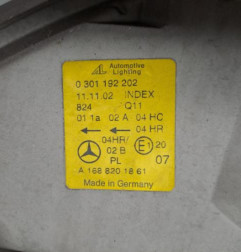 Automotive
Lighting
0 301 192 202
11.11.02 INDEX
824 Q11
01 1a 02 A 04 HC
04 HR
04HR/ E1 20
02 B
PL 07
A 168 820 18 61
Made in Germany